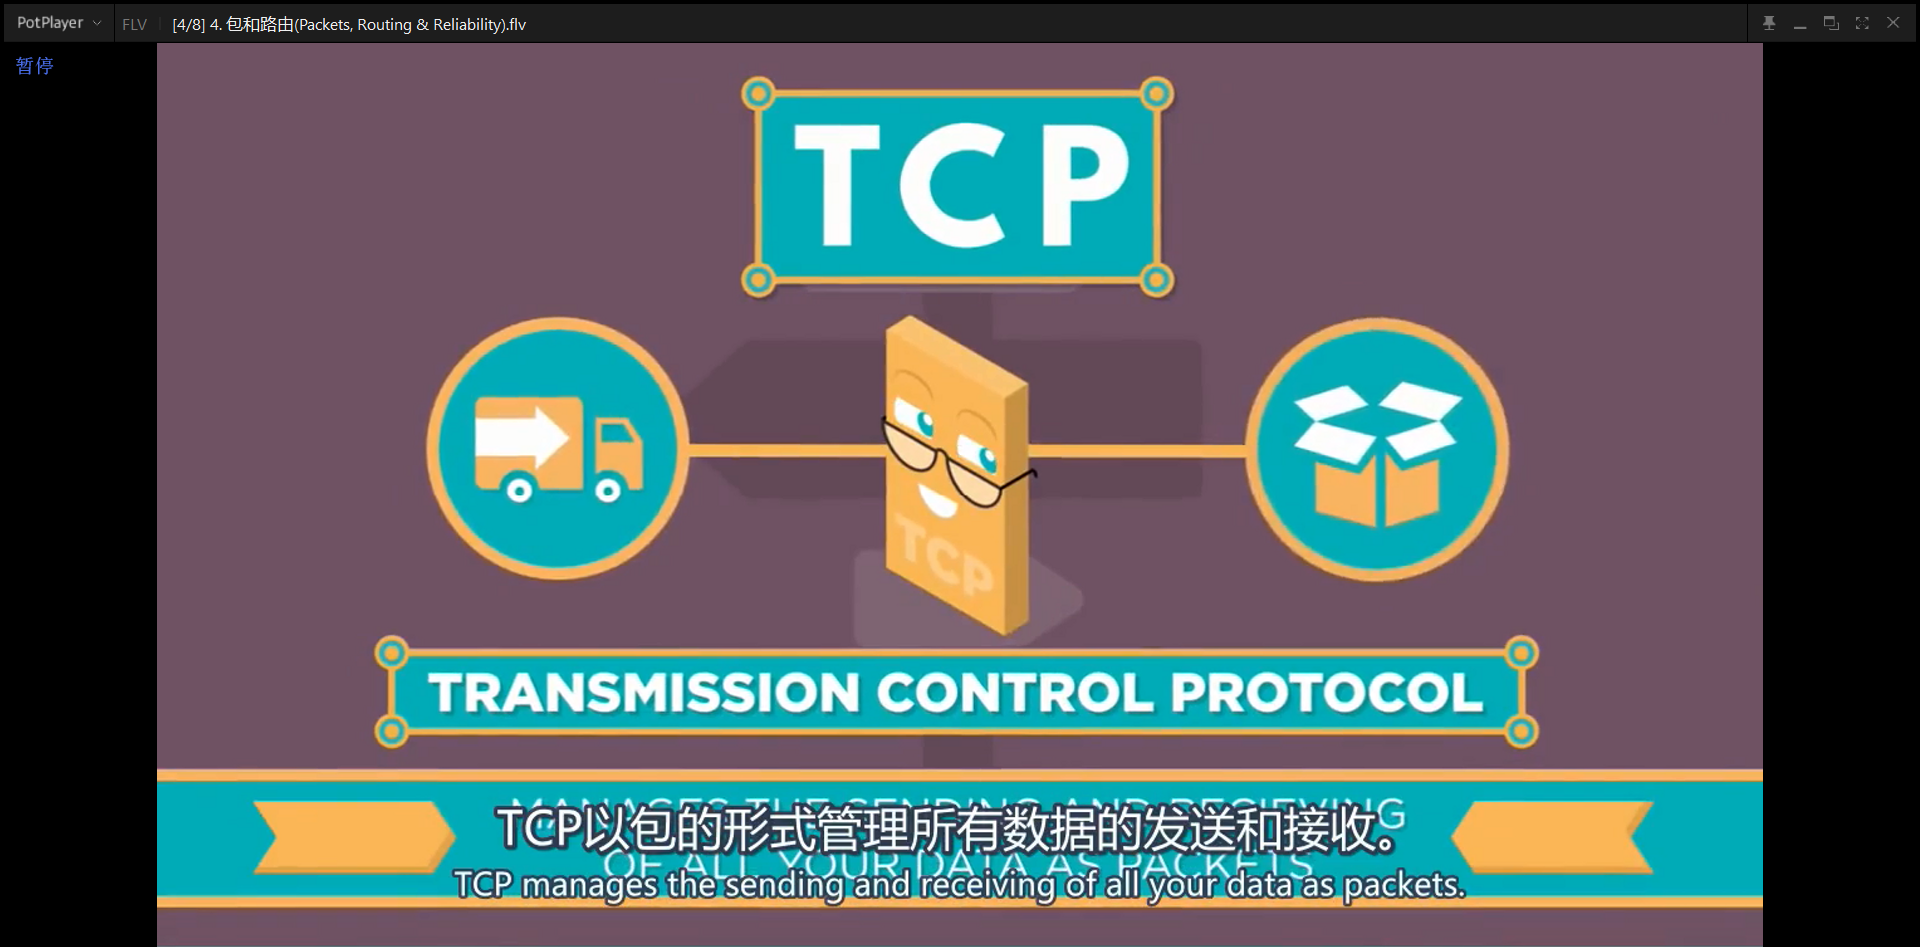 PotPlayer FLV [4/8] 4. 包和路由(Packets, Routing & Reliability).flv
暂停
TCP
TCP
TRANSMISSION CONTROL PROTOCOL
MANAGES THE SENDING AND RECIEVING
TCP以包的形式管理所有数据的发送和接收。
OF ALL YOUR DATA AS PACKETS
TCP manages the sending and receiving of all your data as packets.